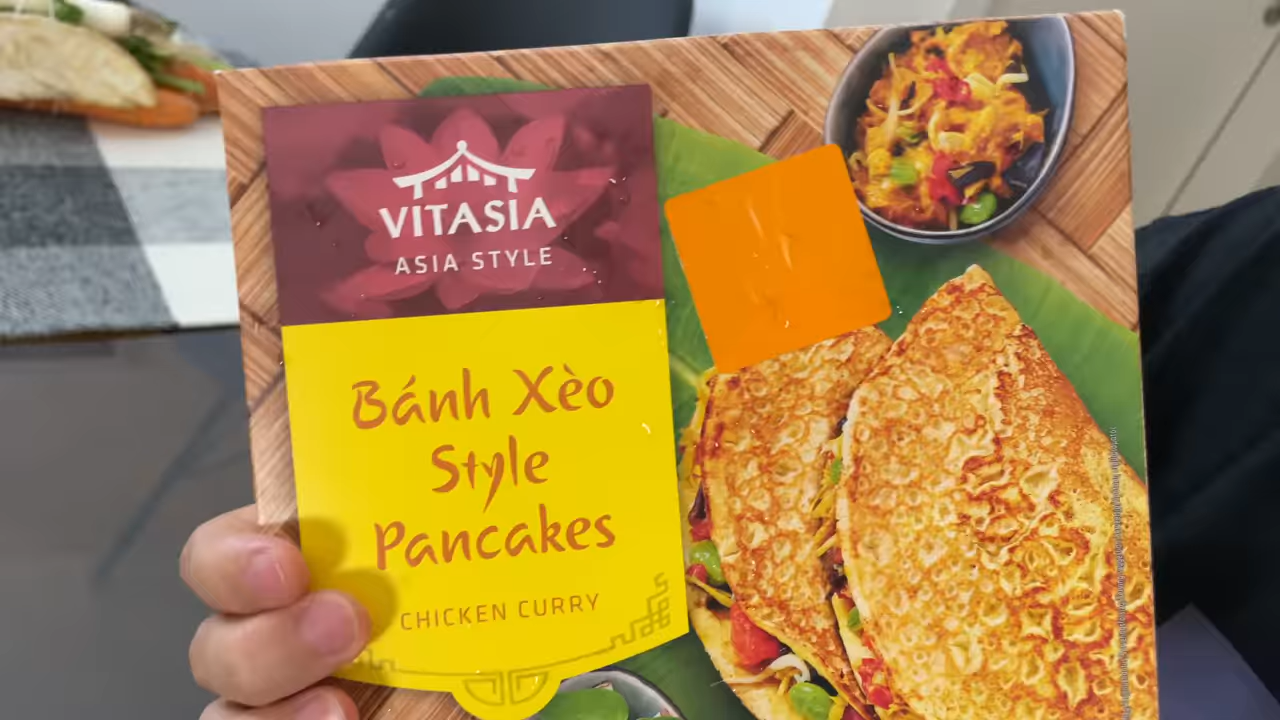 VITASIA
ASIA STYLE
Bánh Xèo
Style
Pancakes
CHICKEN CURRY